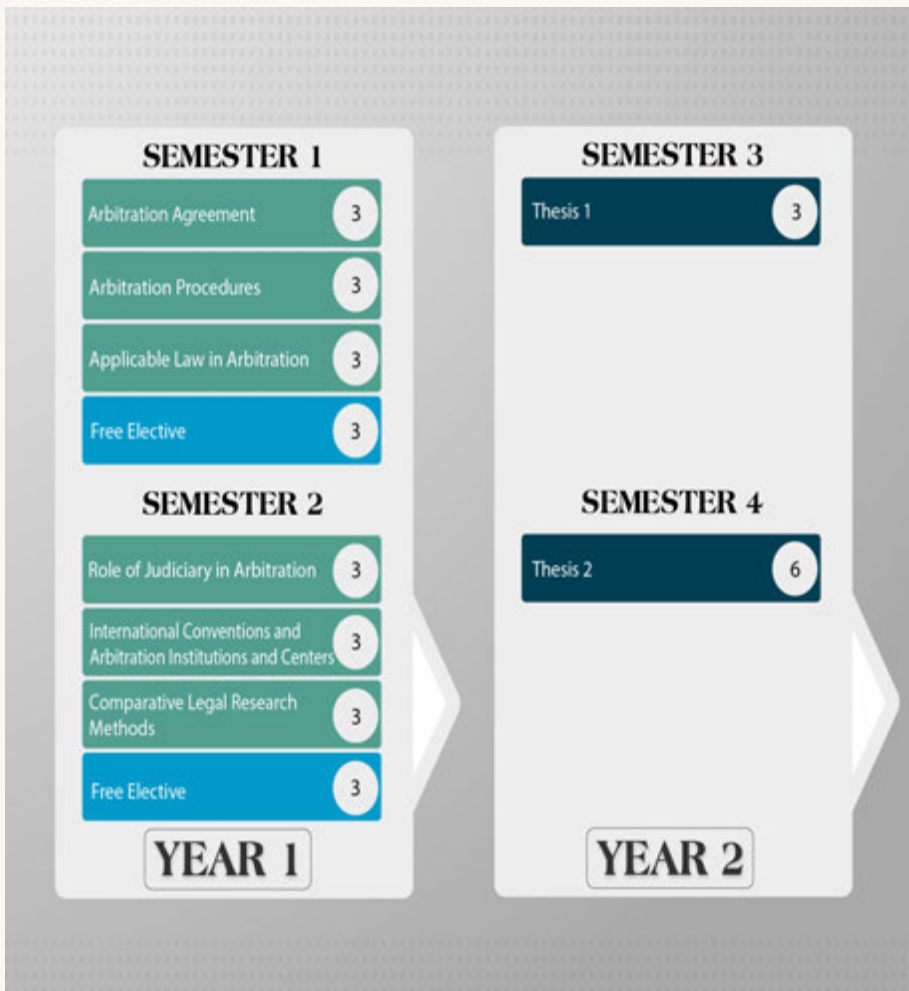 SEMESTER 1
Arbitration Agreement 3
Arbitration Procedures 3
Applicable Law in Arbitration 3
Free Elective 3
SEMESTER 2
Role of Judiciary in Arbitration 3
International Conventions and
Arbitration Institutions and Centers 3
Comparative Legal Research
Methods 3
Free Elective 3
YEAR 1
SEMESTER 3
Thesis 1 3
SEMESTER 4
Thesis 2 6
YEAR 2